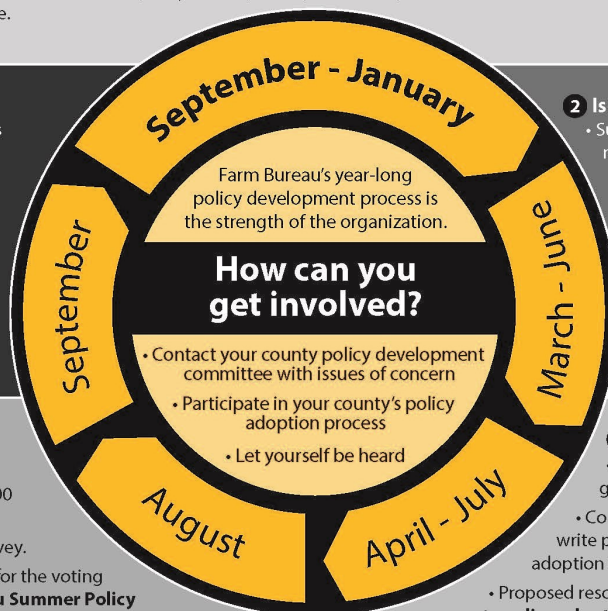 e.
September - January
2 Is
• Su
Farm Bureau's year-long
policy development process is
the strength of the organization.
How can you
get involved?
September
March - June
• Contact your county policy development
committee with issues of concern
• Participate in your county's policy
adoption process
• Let yourself be heard
August
April - July
00
vey.
for the voting
u Summer Policy
g
• Co
write p
adoption
• Proposed reso